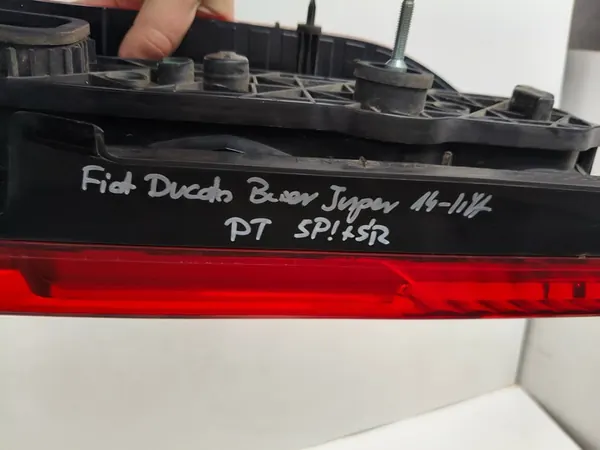 Fiat Ducato Boxer Jumper 14-
PT SP!+SR